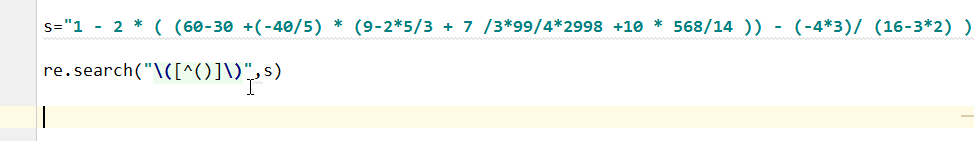 s="1 - 2 * ( (60-30 +(-40/5) * (9-2*5/3 + 7 /3*99/4*2998 +10 * 568/14 )) - (-4*3)/ (16-3*2) )
re.search("\([^()]\)",s)